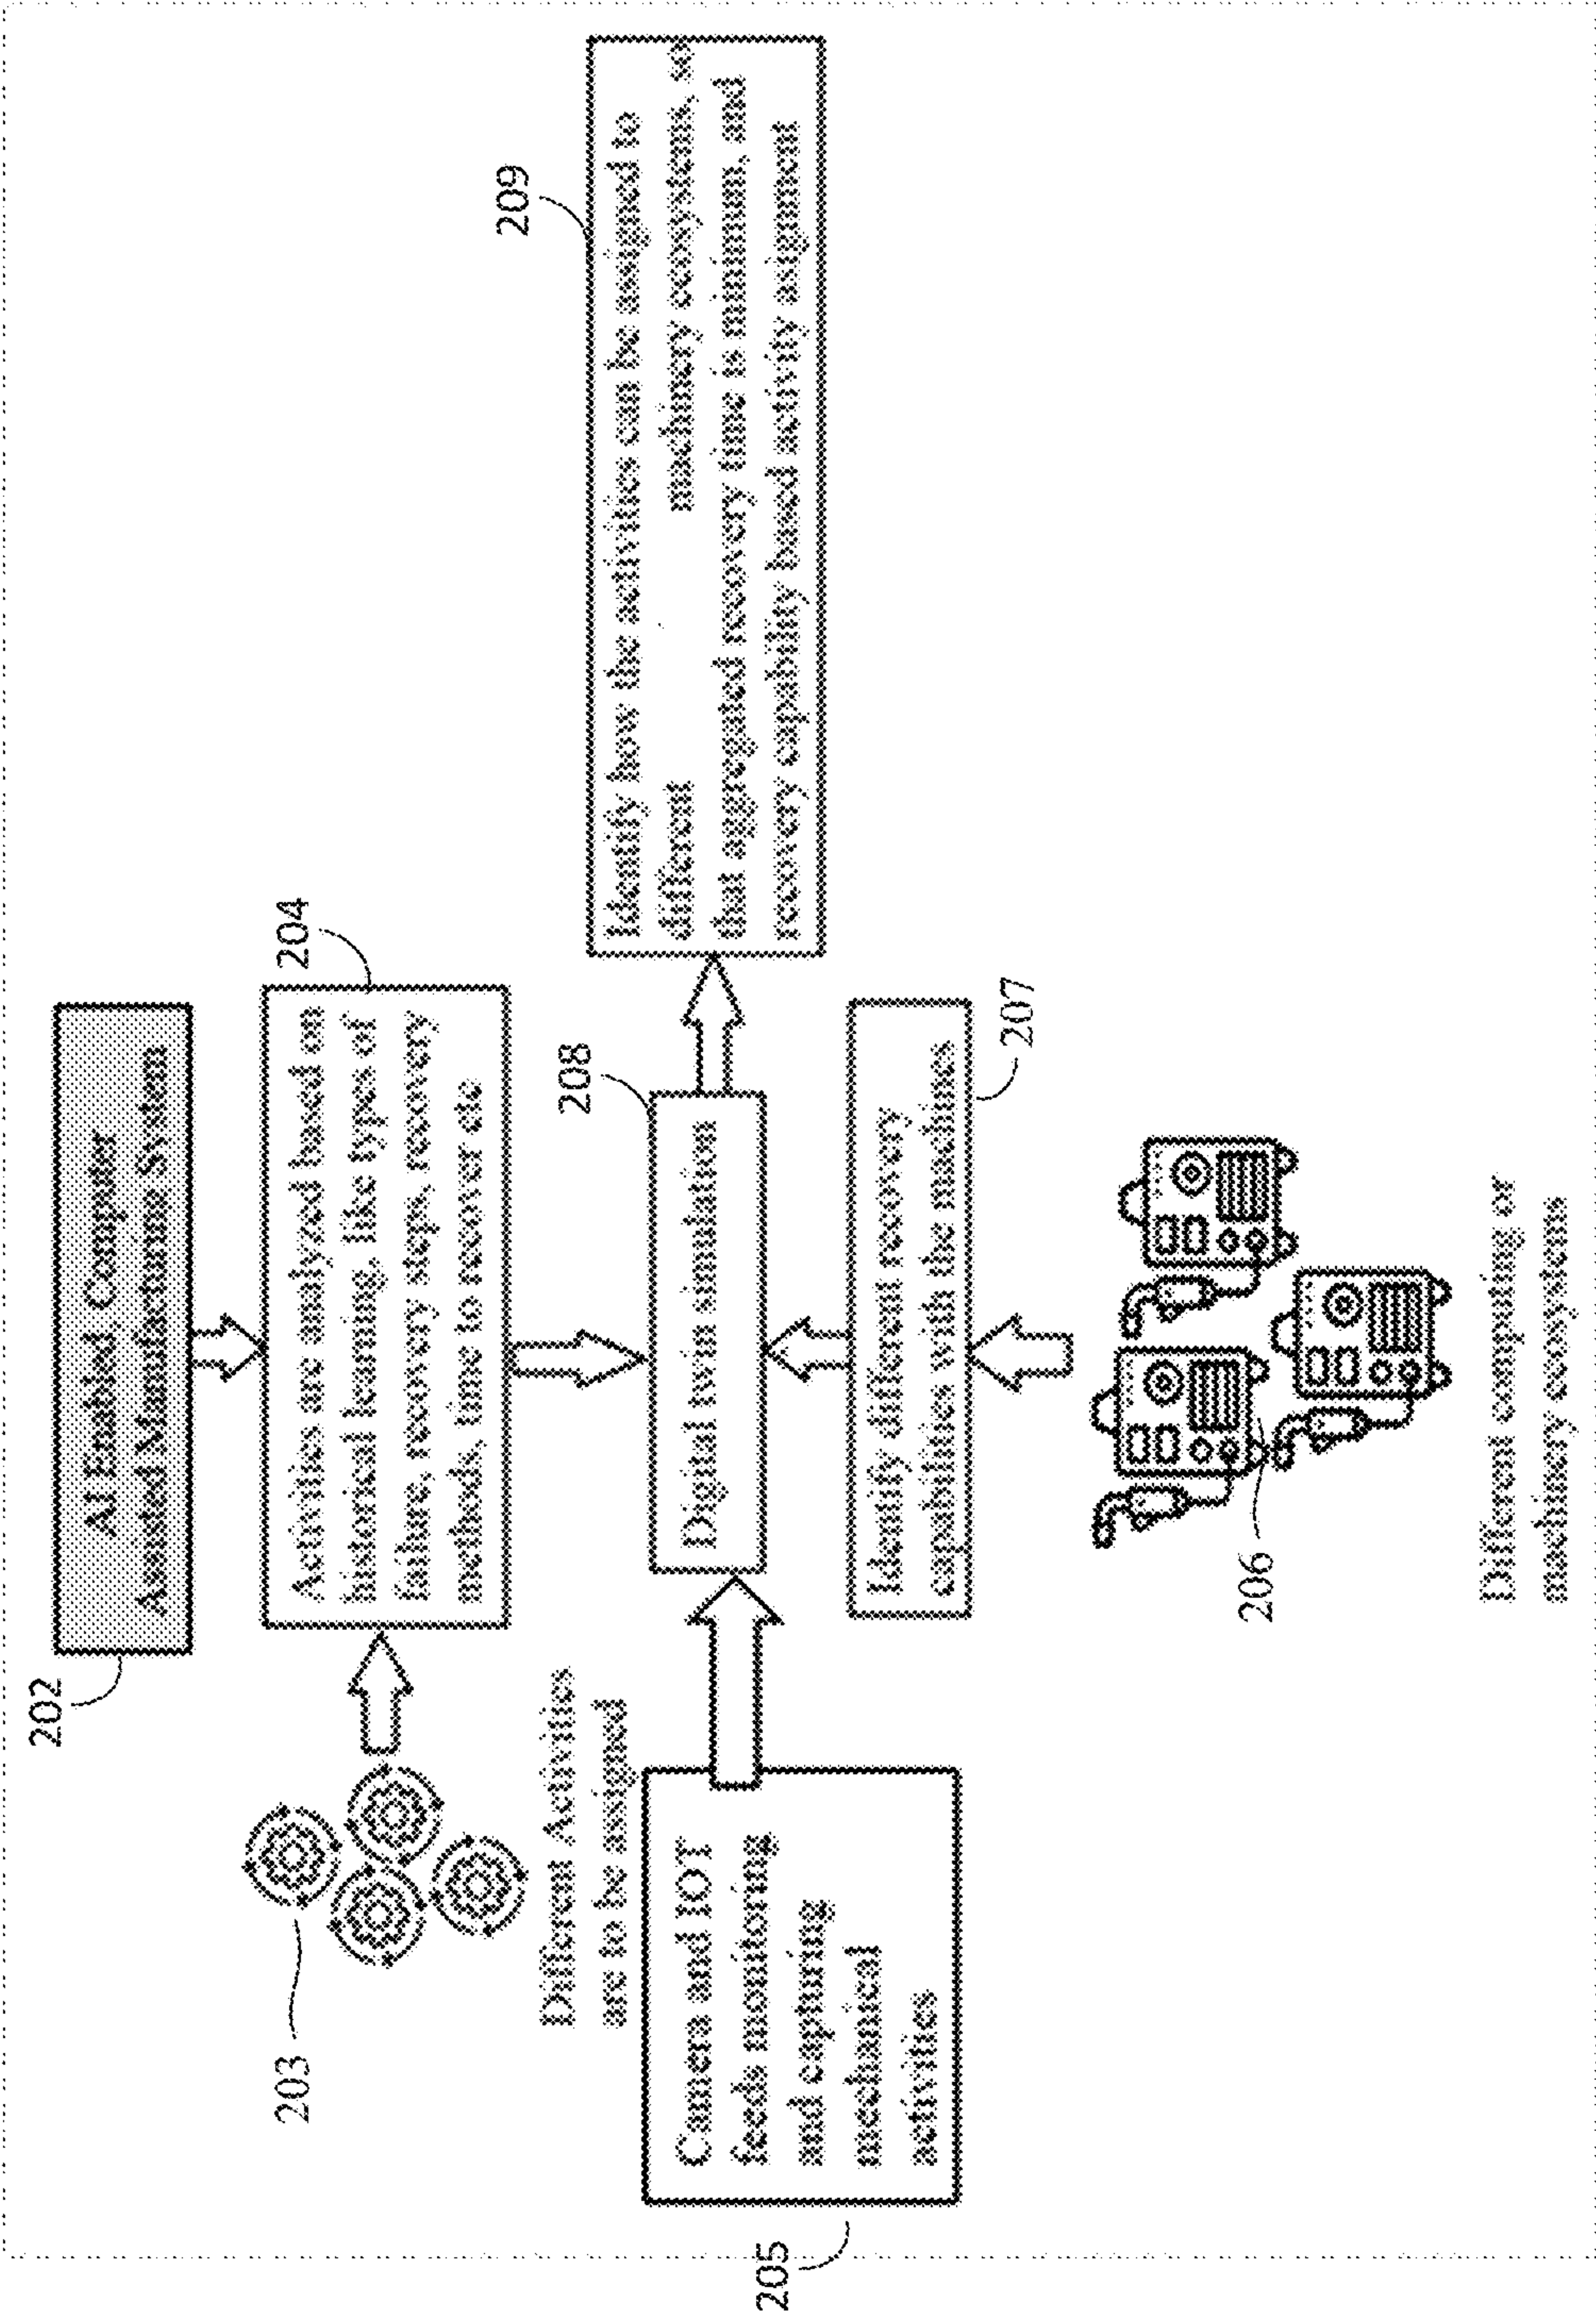 202
AI Enabled, Computer
Assisted Manufacturing System
203
Different Activities
are to be assigned
204
Activities are analyzed based on
historical learning, like types of
failure, recovery steps, recovery
methods, time to recover etc
205
Camera and IOT
feeds monitoring
and capturing
mechanical
activities
208
Digital twin simulation
209
Identify how the activities can be assigned to
different machinery ecosystems, so
that aggregated recovery time is minimum, and
recovery capability based activity asignment
207
Identify different recovery
capabilities with the machines
206
Different computing or
machinery ecosystems